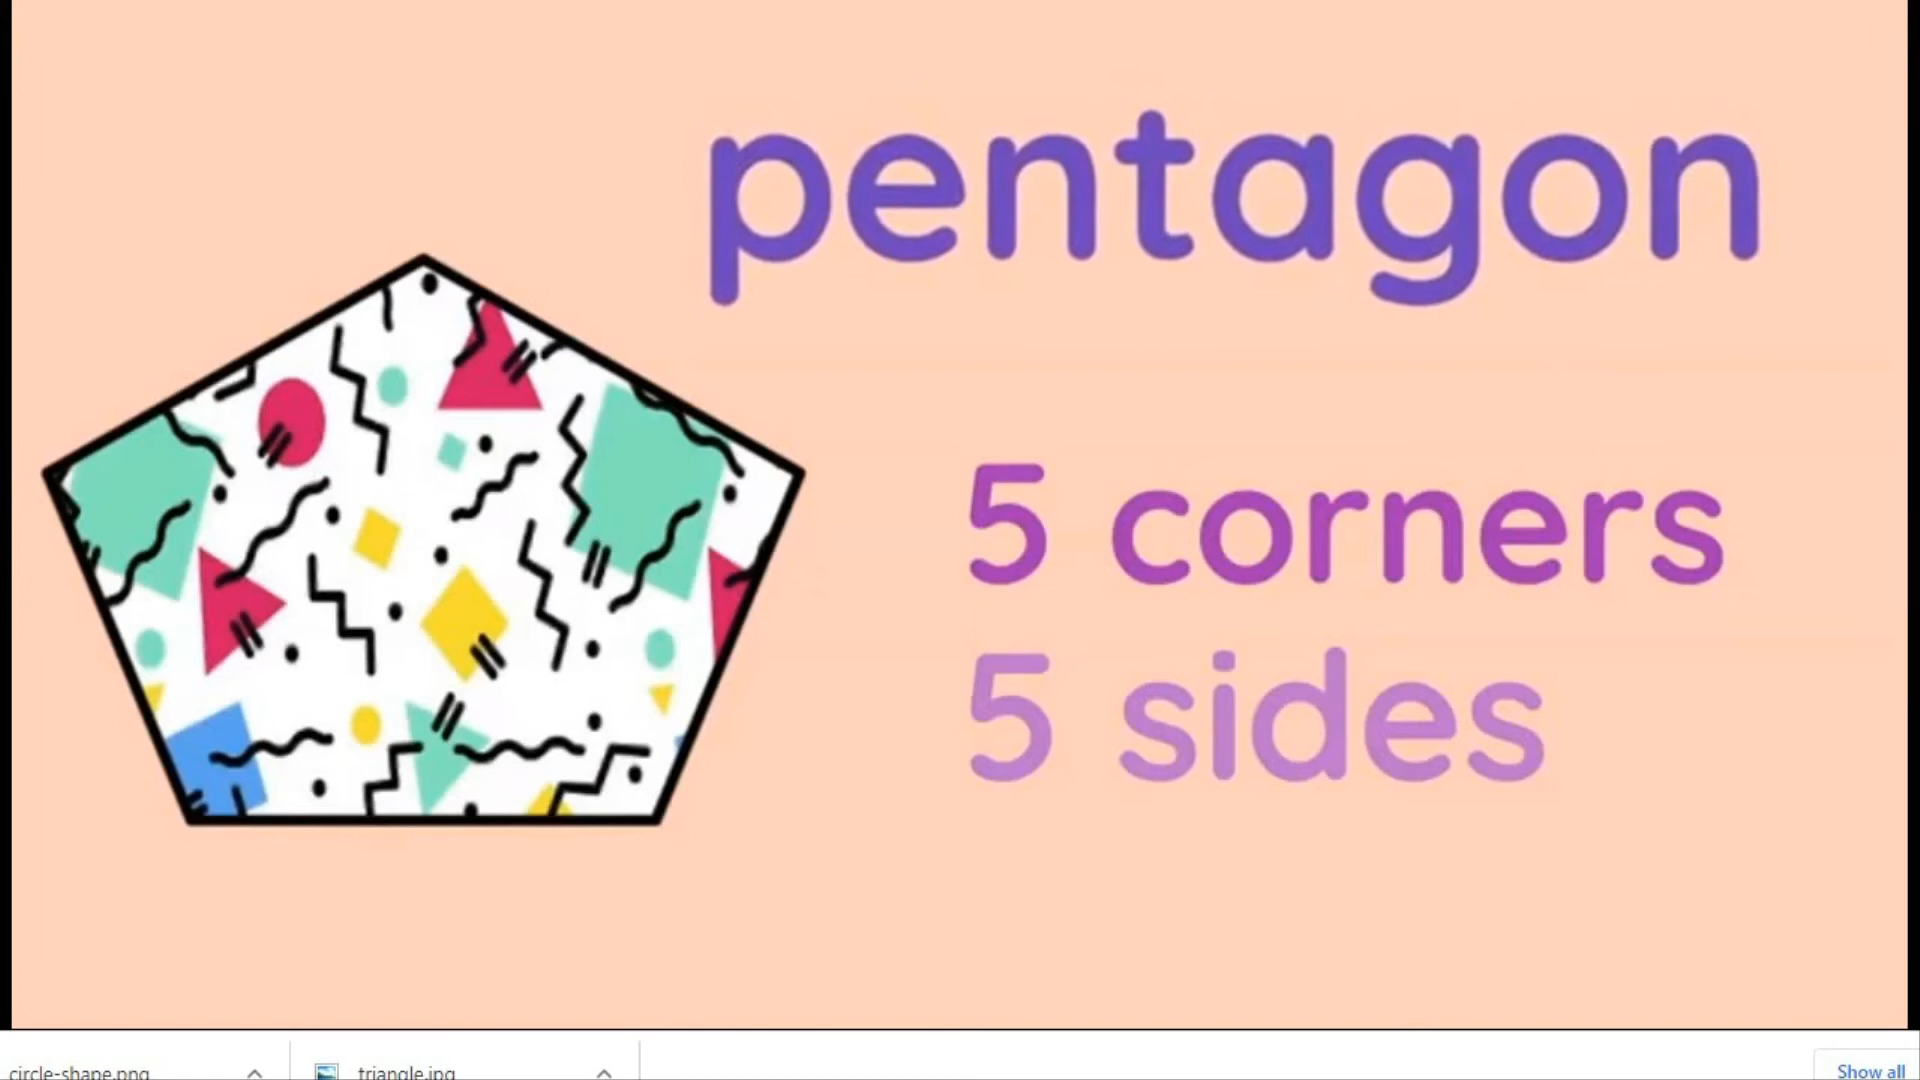 pentagon
5 corners
5 sides
circle-shape.png
triangle.jpg
Show all